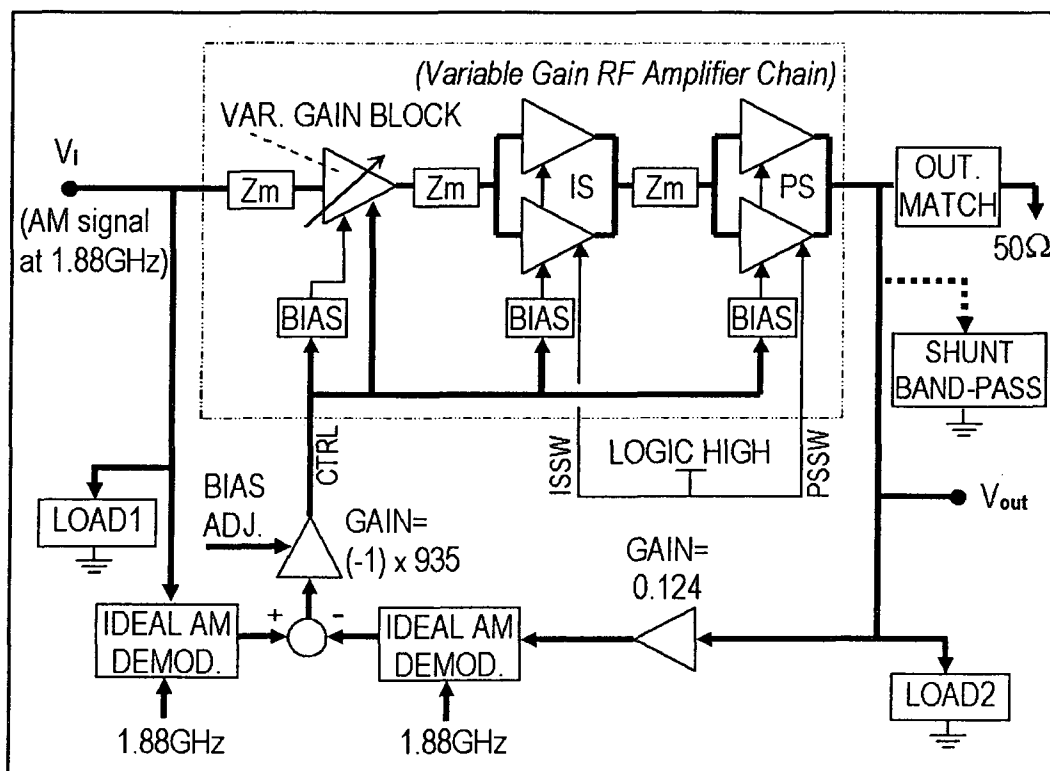 (Variable Gain RF Amplifier Chain)
VAR. GAIN BLOCK
VI
(AM signal
at 1.88GHz)
Zm
Zm
IS
Zm
PS
OUT.
MATCH
50Ω
BIAS
BIAS
BIAS
SHUNT
BAND-PASS
CTRL
ISSW
LOGIC HIGH
PSSW
LOAD1
BIAS
ADJ.
GAIN=
(-1) x 935
GAIN=
0.124
Vout
IDEAL AM
DEMOD.
+
-
IDEAL AM
DEMOD.
LOAD2
1.88GHz
1.88GHz